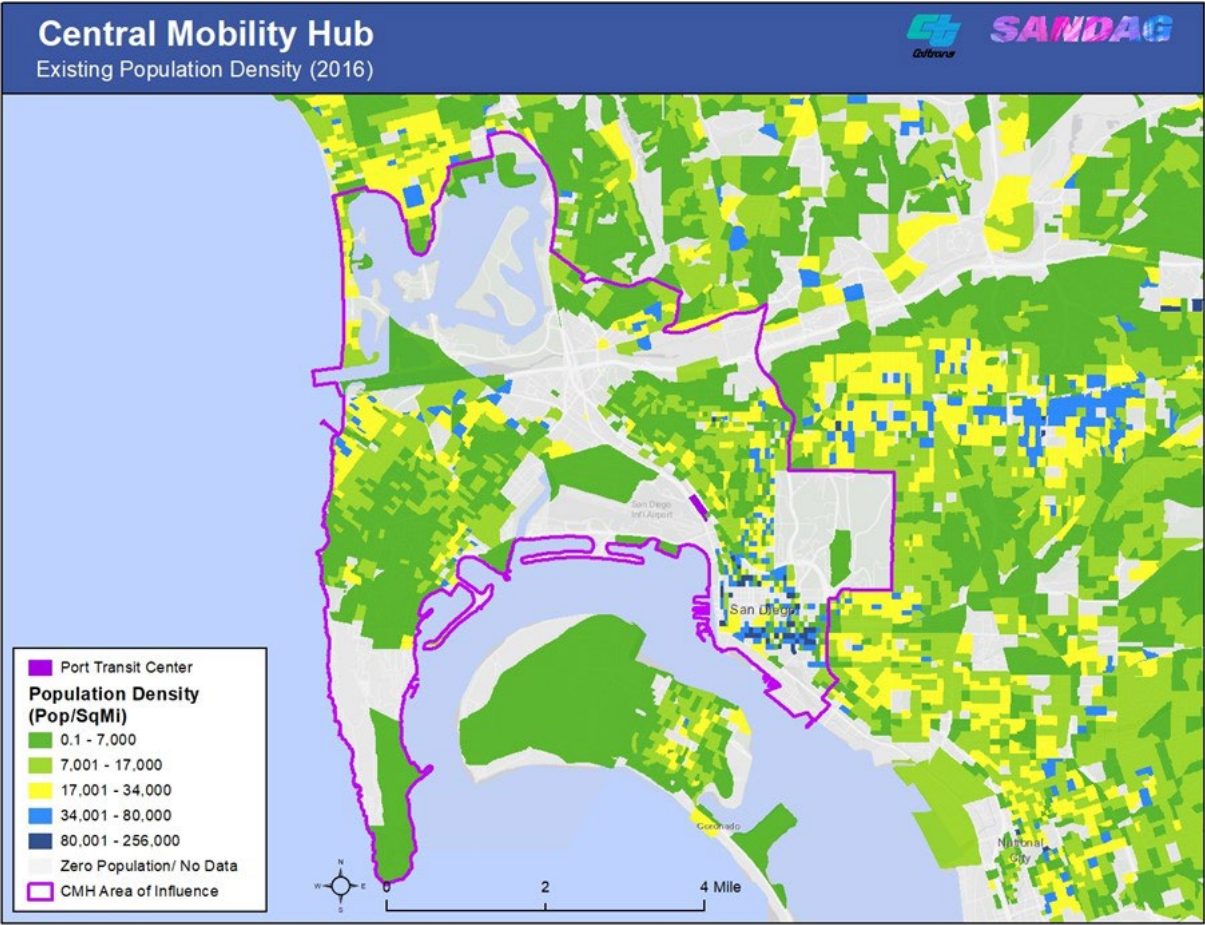 Central Mobility Hub
Existing Population Density (2016)
Caltrans
SANDAG
San Diego
Int'l Airport
San Diego
Coronado
National
City
Port Transit Center
Population Density
(Pop/SqMi)
0.1 - 7,000
7,001 - 17,000
17,001 - 34,000
34,001 - 80,000
80,001 - 256,000
Zero Population/ No Data
CMH Area of Influence
N
W E
S
0 2 4 Mile